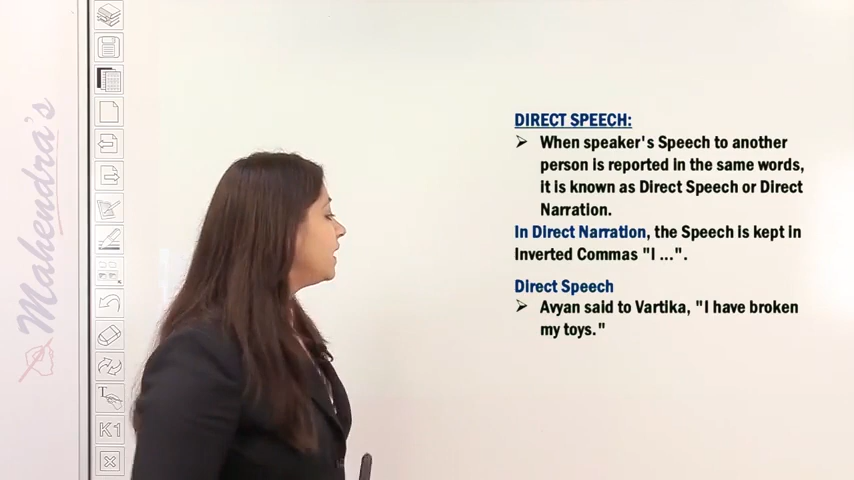 Mahendra's
DIRECT SPEECH:
When speaker's Speech to another
person is reported in the same words,
it is known as Direct Speech or Direct
Narration.
In Direct Narration, the Speech is kept in
Inverted Commas "I ...".
Direct Speech
Avyan said to Vartika, "I have broken
my toys."
T
K1